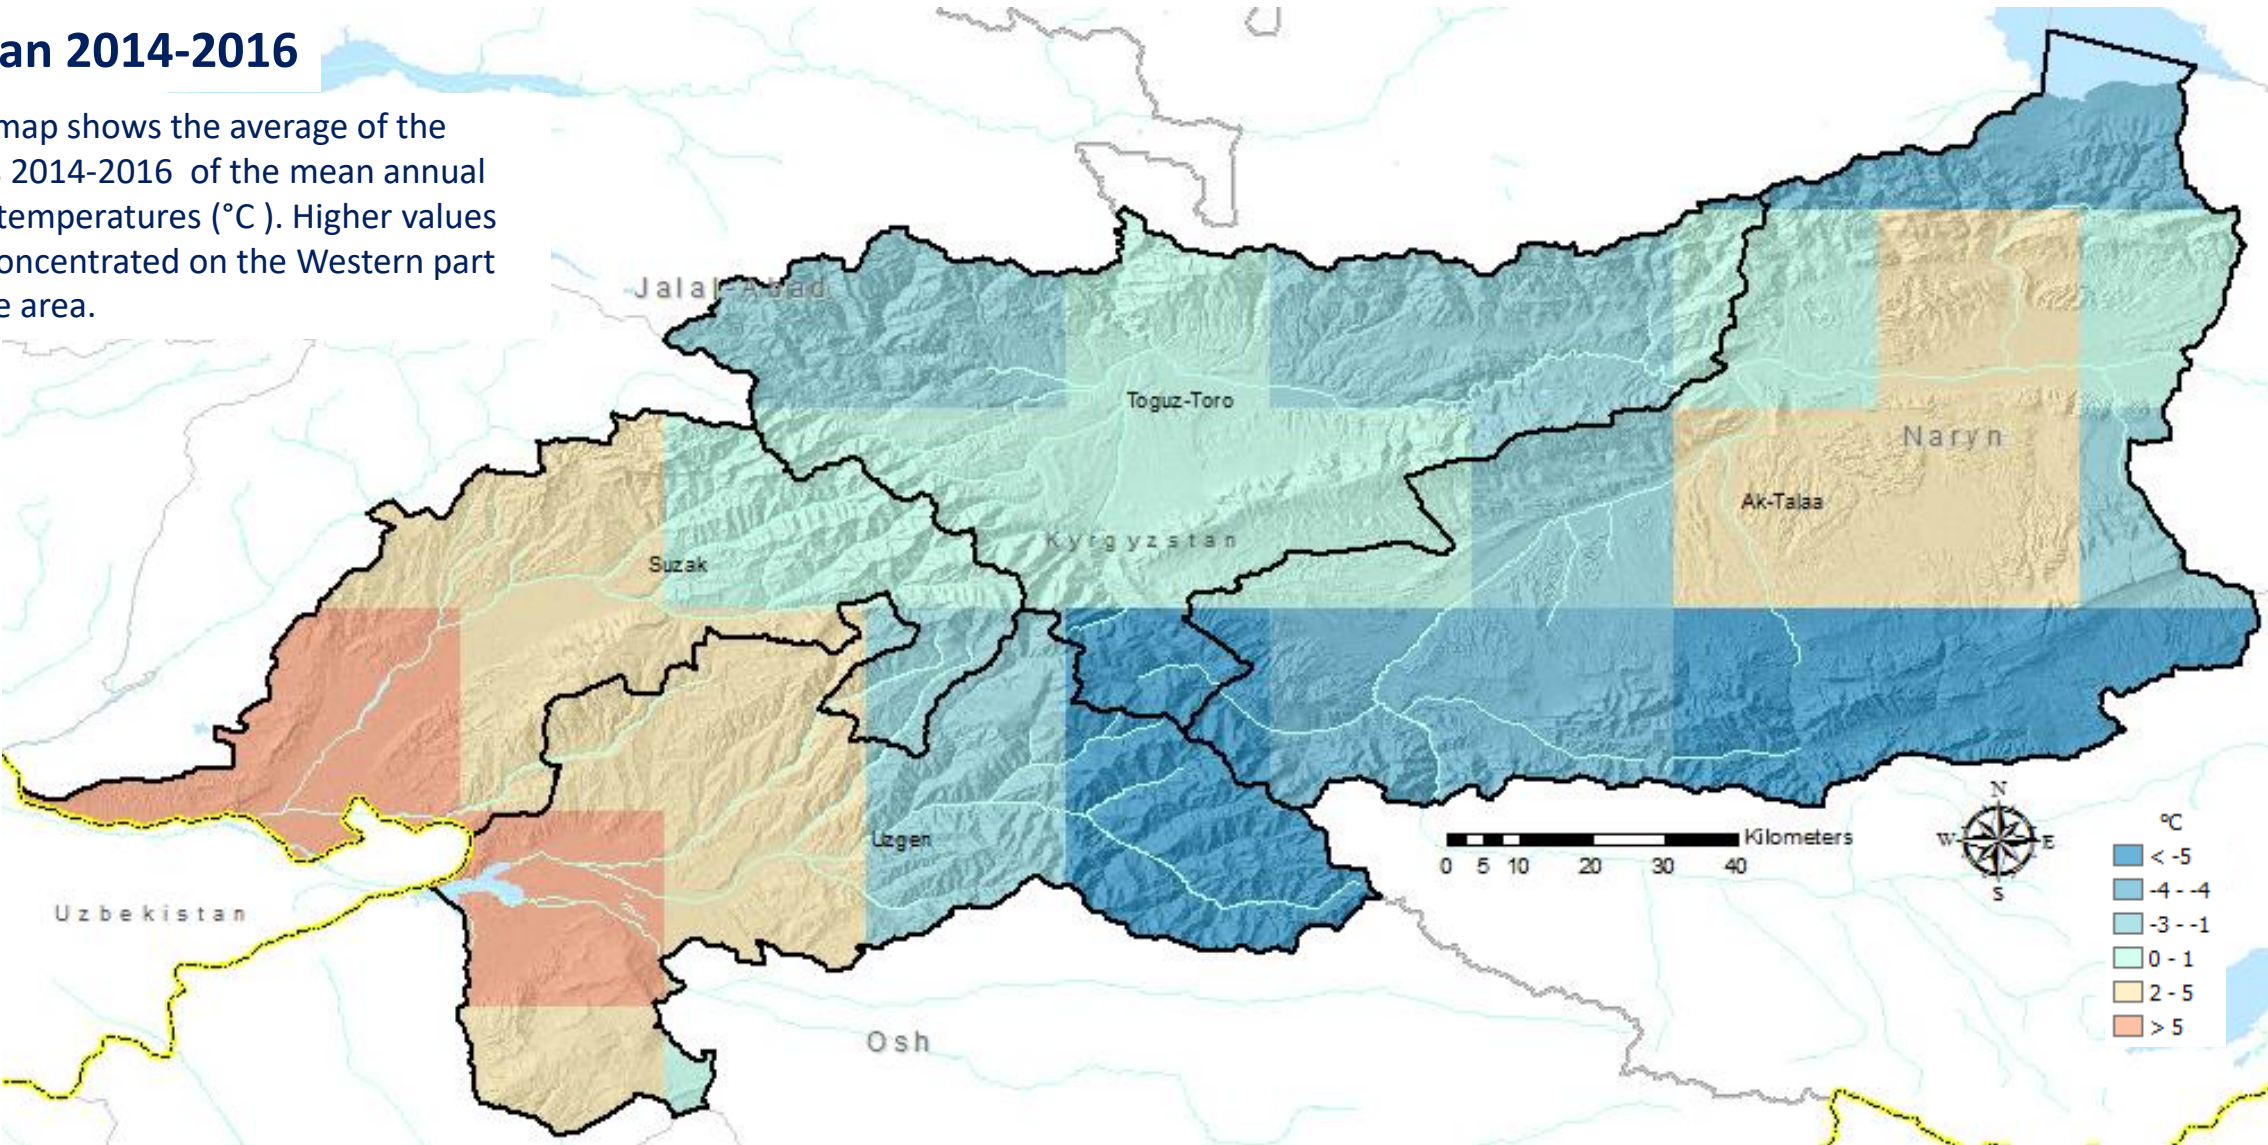 an 2014-2016
map shows the average of the
2014-2016 of the mean annual
temperatures (°C ). Higher values
oncentrated on the Western part
e area.
Jalal-Abad
Toguz-Toro
Naryn
Ak-Talaa
Kyrgyzstan
Suzak
Uzgen
Uzbekistan
Osh
Kilometers
0 5 10 20 30 40
N
W E
S
ºC
< -5
-4 - -4
-3 - -1
0 - 1
2 - 5
> 5